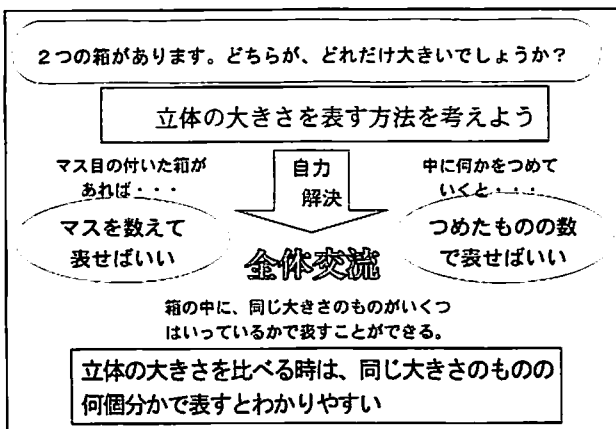 2つの箱があります。どちらが、どれだけ大きいでしょうか?
立体の大きさを表す方法を考えよう
マス目の付いた箱が
あれば・・・
マスを数えて
表せばいい
自力
解決
中に何かをつめて
いくと・・・
つめたものの数
で表せばいい
全体交流
箱の中に、同じ大きさのものがいくつ
はいっているかで表すことができる。
立体の大きさを比べる時は、同じ大きさのものの
何個分かで表すとわかりやすい